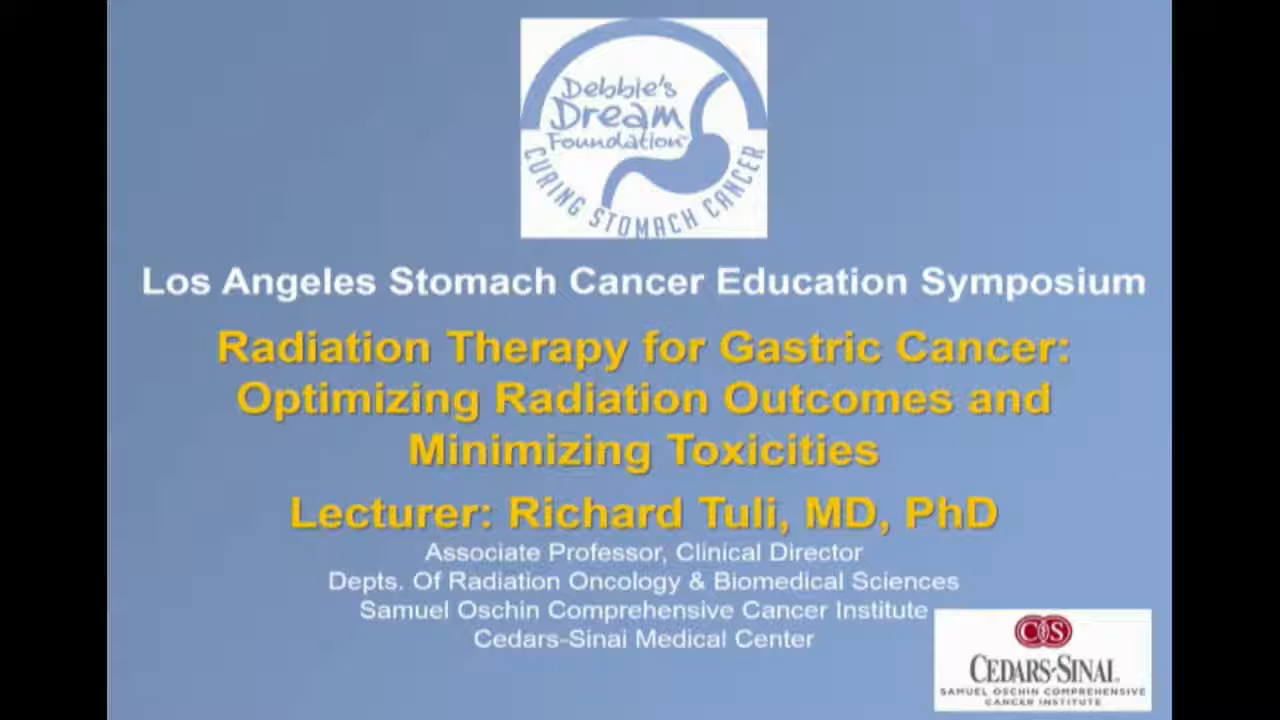 Debbie's
Dream
Foundation
CURING STOMACH CANCER
Los Angeles Stomach Cancer Education Symposium
Radiation Therapy for Gastric Cancer:
Optimizing Radiation Outcomes and
Minimizing Toxicities
Lecturer: Richard Tuli, MD, PhD
Associate Professor, Clinical Director
Depts. Of Radiation Oncology & Biomedical Sciences
Samuel Oschin Comprehensive Cancer Institute
Cedars-Sinai Medical Center
CS
CEDARS-SINAI
SAMUEL OSCHIN COMPREHENSIVE
CANCER INSTITUTE